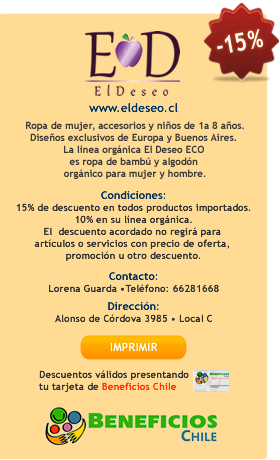 -15%
E D
El Deseo
www.eldeseo.cl
Ropa de mujer, accesorios y niños de 1a 8 años.
Diseños exclusivos de Europa y Buenos Aires.
La línea orgánica El Deseo ECO
es ropa de bambú y algodón
orgánico para mujer y hombre.
Condiciones:
15% de descuento en todos productos importados.
10% en su línea orgánica.
El descuento acordado no regirá para
artículos o servicios con precio de oferta,
promoción u otro descuento.
Contacto:
Lorena Guarda •Teléfono: 66281668
Dirección:
Alonso de Córdova 3985 • Local C
IMPRIMIR
Descuentos válidos presentando
tu tarjeta de Beneficios Chile
BENEFICIOS
CHILE